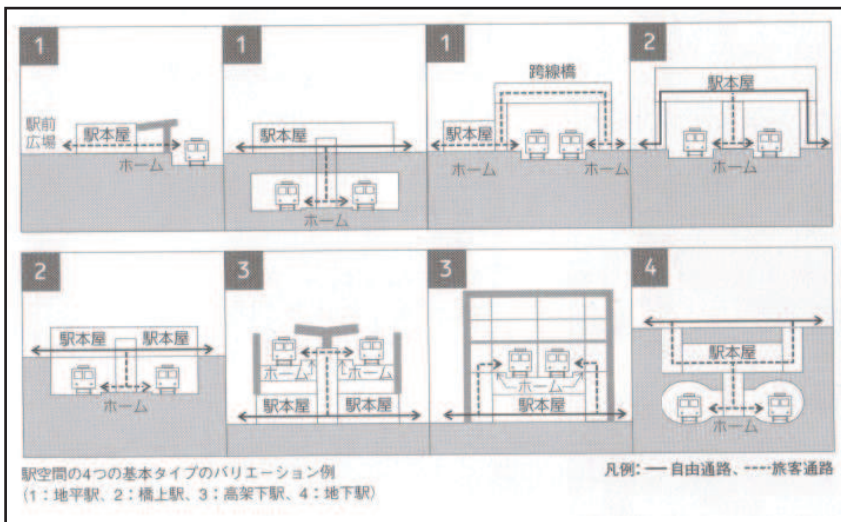 1
駅前
広場
駅本屋
ホーム
1
駅本屋
ホーム
1
跨線橋
駅本屋
ホーム
ホーム
2
駅本屋
ホーム
2
駅本屋
駅本屋
ホーム
3
ホーム
ホーム
駅本屋
駅本屋
3
ホーム
駅本屋
4
駅本屋
ホーム
駅空間の4つの基本タイプのバリエーション例
(1:地平駅、2:橋上駅、3:高架下駅、4:地下駅)
凡例:━自由通路、----旅客通路